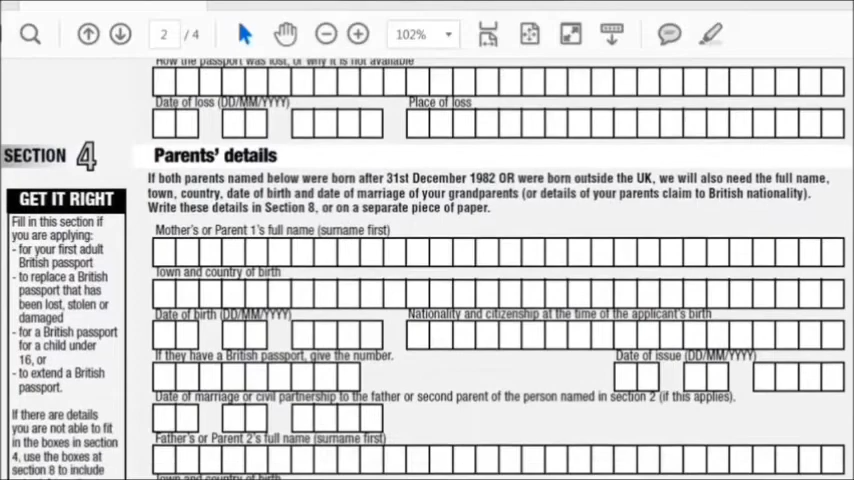 2 / 4
102%
How the passport was lost, or why it is not available
Date of loss (DD/MM/YYYY)
Place of loss
SECTION 4
Parents' details
If both parents named below were born after 31st December 1982 OR were born outside the UK, we will also need the full name,
town, country, date of birth and date of marriage of your grandparents (or details of your parents claim to British nationality).
Write these details in Section 8, or on a separate piece of paper.
GET IT RIGHT
Fill in this section if
you are applying:
- for your first adult
British passport
- to replace a British
passport that has
been lost, stolen or
damaged
- for a British passport
for a child under
16, or
- to extend a British
passport.
If there are details
you are not able to fit
in the boxes in section
4, use the boxes at
section 8 to include
Mother's or Parent 1's full name (surname first)
Town and country of birth
Date of birth (DD/MM/YYYY)
Nationality and citizenship at the time of the applicant's birth
If they have a British passport, give the number.
Date of issue (DD/MM/YYYY)
Date of marriage or civil partnership to the father or second parent of the person named in section 2 (if this applies).
Father's or Parent 2's full name (surname first)
Town and country of birth